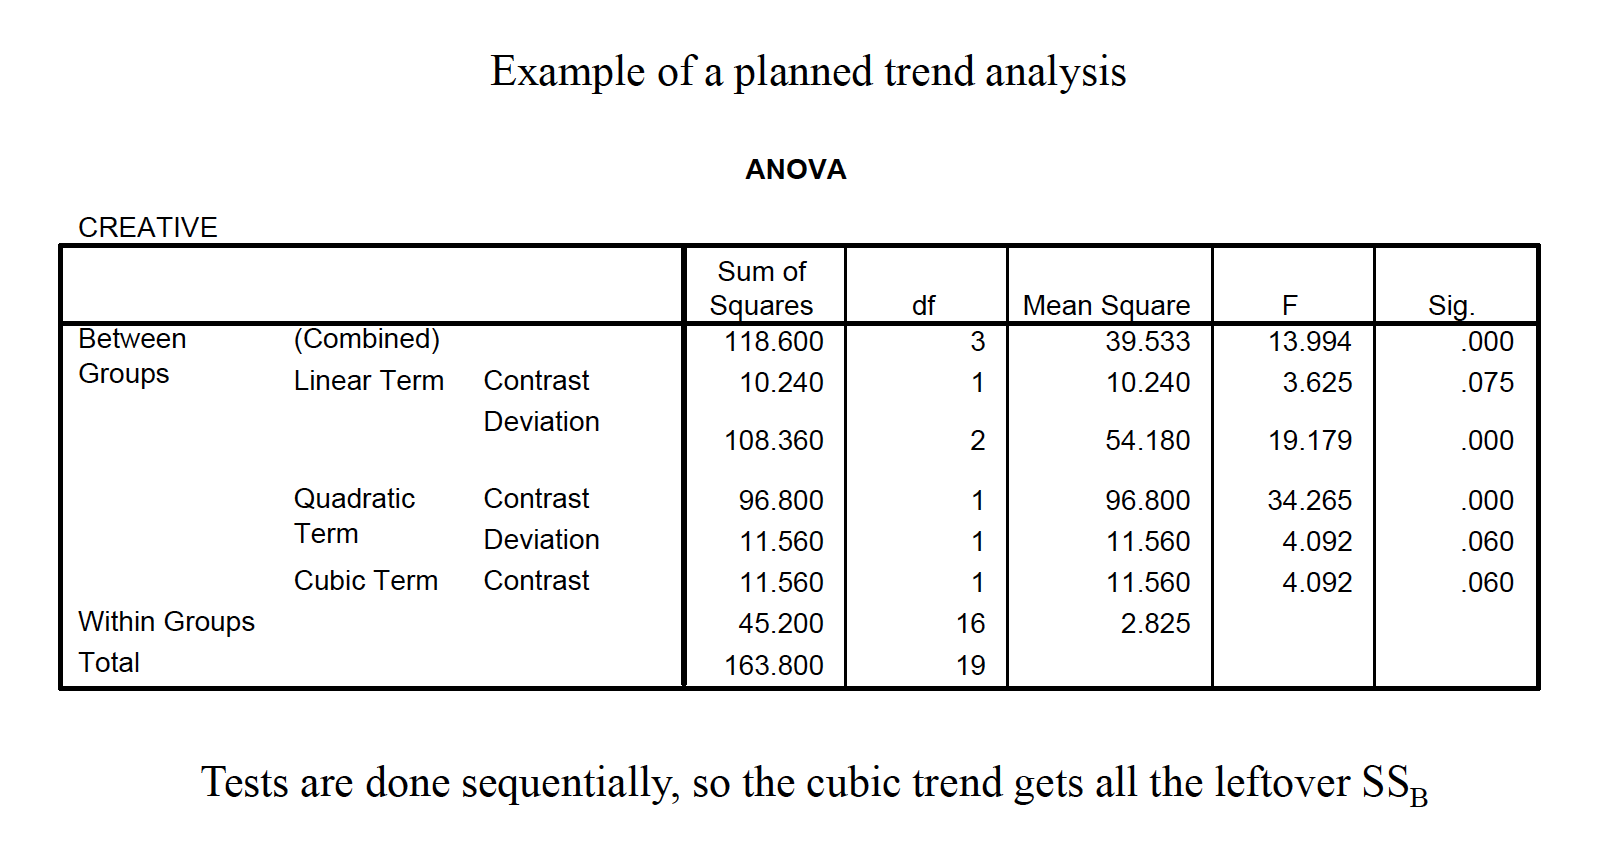 Example of a planned trend analysis
ANOVA
CREATIVE
Sum of Squares df Mean Square F Sig.
Between Groups (Combined) 118.600 3 39.533 13.994 .000
Linear Term Contrast 10.240 1 10.240 3.625 .075
Deviation 108.360 2 54.180 19.179 .000
Quadratic Term Contrast 96.800 1 96.800 34.265 .000
Deviation 11.560 1 11.560 4.092 .060
Cubic Term Contrast 11.560 1 11.560 4.092 .060
Within Groups 45.200 16 2.825
Total 163.800 19
Tests are done sequentially, so the cubic trend gets all the leftover SSB